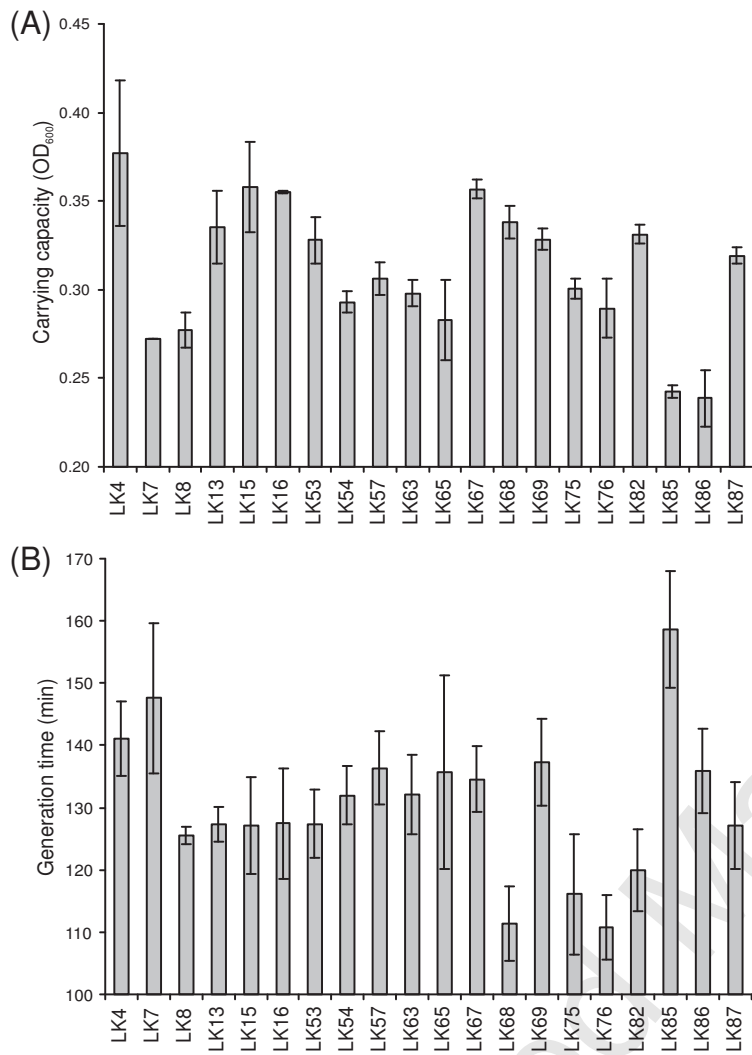 (A)
Carrying capacity (OD600)
0.45
0.40
0.35
0.30
0.25
0.20
LK4 LK7 LK8 LK13 LK15 LK16 LK53 LK54 LK57 LK63 LK65 LK67 LK68 LK69 LK75 LK76 LK82 LK85 LK86 LK87
(B)
Generation time (min)
170
160
150
140
130
120
110
100
LK4 LK7 LK8 LK13 LK15 LK16 LK53 LK54 LK57 LK63 LK65 LK67 LK68 LK69 LK75 LK76 LK82 LK85 LK86 LK87